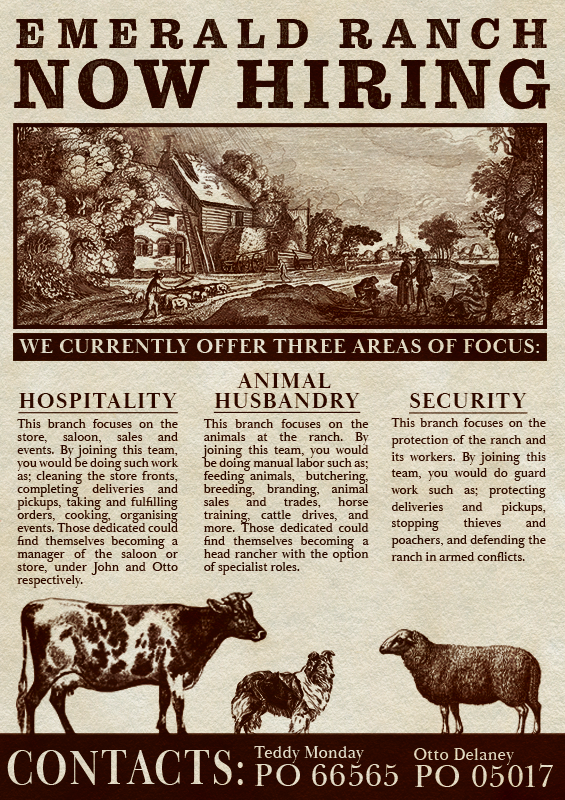 EMERALD RANCH
NOW HIRING
WE CURRENTLY OFFER THREE AREAS OF FOCUS:
HOSPITALITY
This branch focuses on the
store, saloon, sales and
events. By joining this team,
you would be doing such work
as; cleaning the store fronts,
completing deliveries and
pickups, taking and fulfilling
orders, cooking, organising
events. Those dedicated could
find themselves becoming a
manager of the saloon or
store, under John and Otto
respectively.
ANIMAL
HUSBANDRY
This branch focuses on the
animals at the ranch. By
joining this team, you would
be doing manual labor such as;
feeding animals, butchering,
breeding, branding, animal
sales and trades, horse
training, cattle drives, and
more. Those dedicated could
find themselves becoming a
head rancher with the option
of specialist roles.
SECURITY
This branch focuses on the
protection of the ranch and
its workers. By joining this
team, you would do guard
work such as; protecting
deliveries and pickups,
stopping thieves and
poachers, and defending the
ranch in armed conflicts.
CONTACTS:
Teddy Monday
PO 66565
Otto Delaney
PO 05017